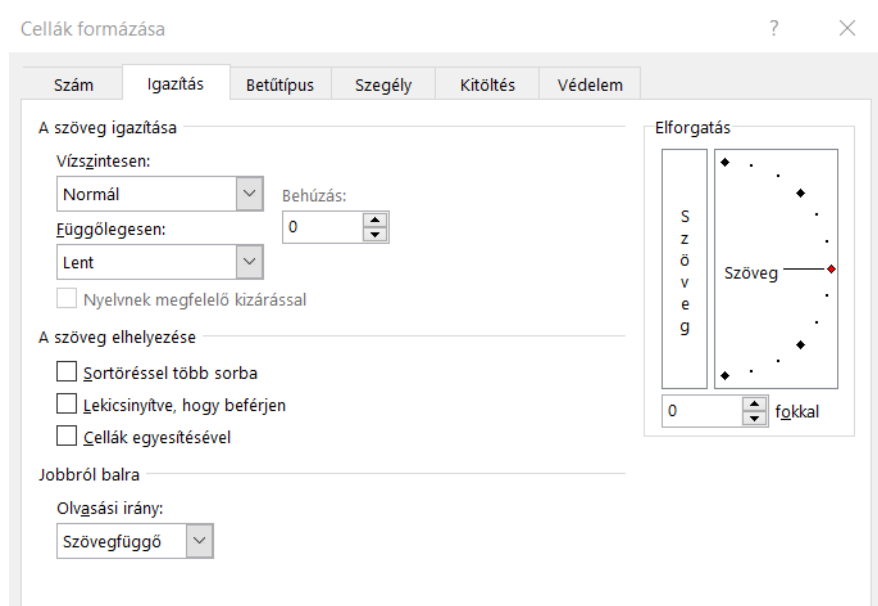 Cellák formázása
Szám Igazítás Betűtípus Szegély Kitöltés Védelem
A szöveg igazítása
Vízszintesen:
Normál
Behúzás:
0
Függőlegesen:
Lent
Nyelvnek megfelelő kizárással
A szöveg elhelyezése
Sortöréssel több sorba
Lekicsinyítve, hogy beférjen
Cellák egyesítésével
Jobbról balra
Olvasási irány:
Szövegfüggő
Elforgatás
S
z
ö
v
e
g
Szöveg
0 fokkal